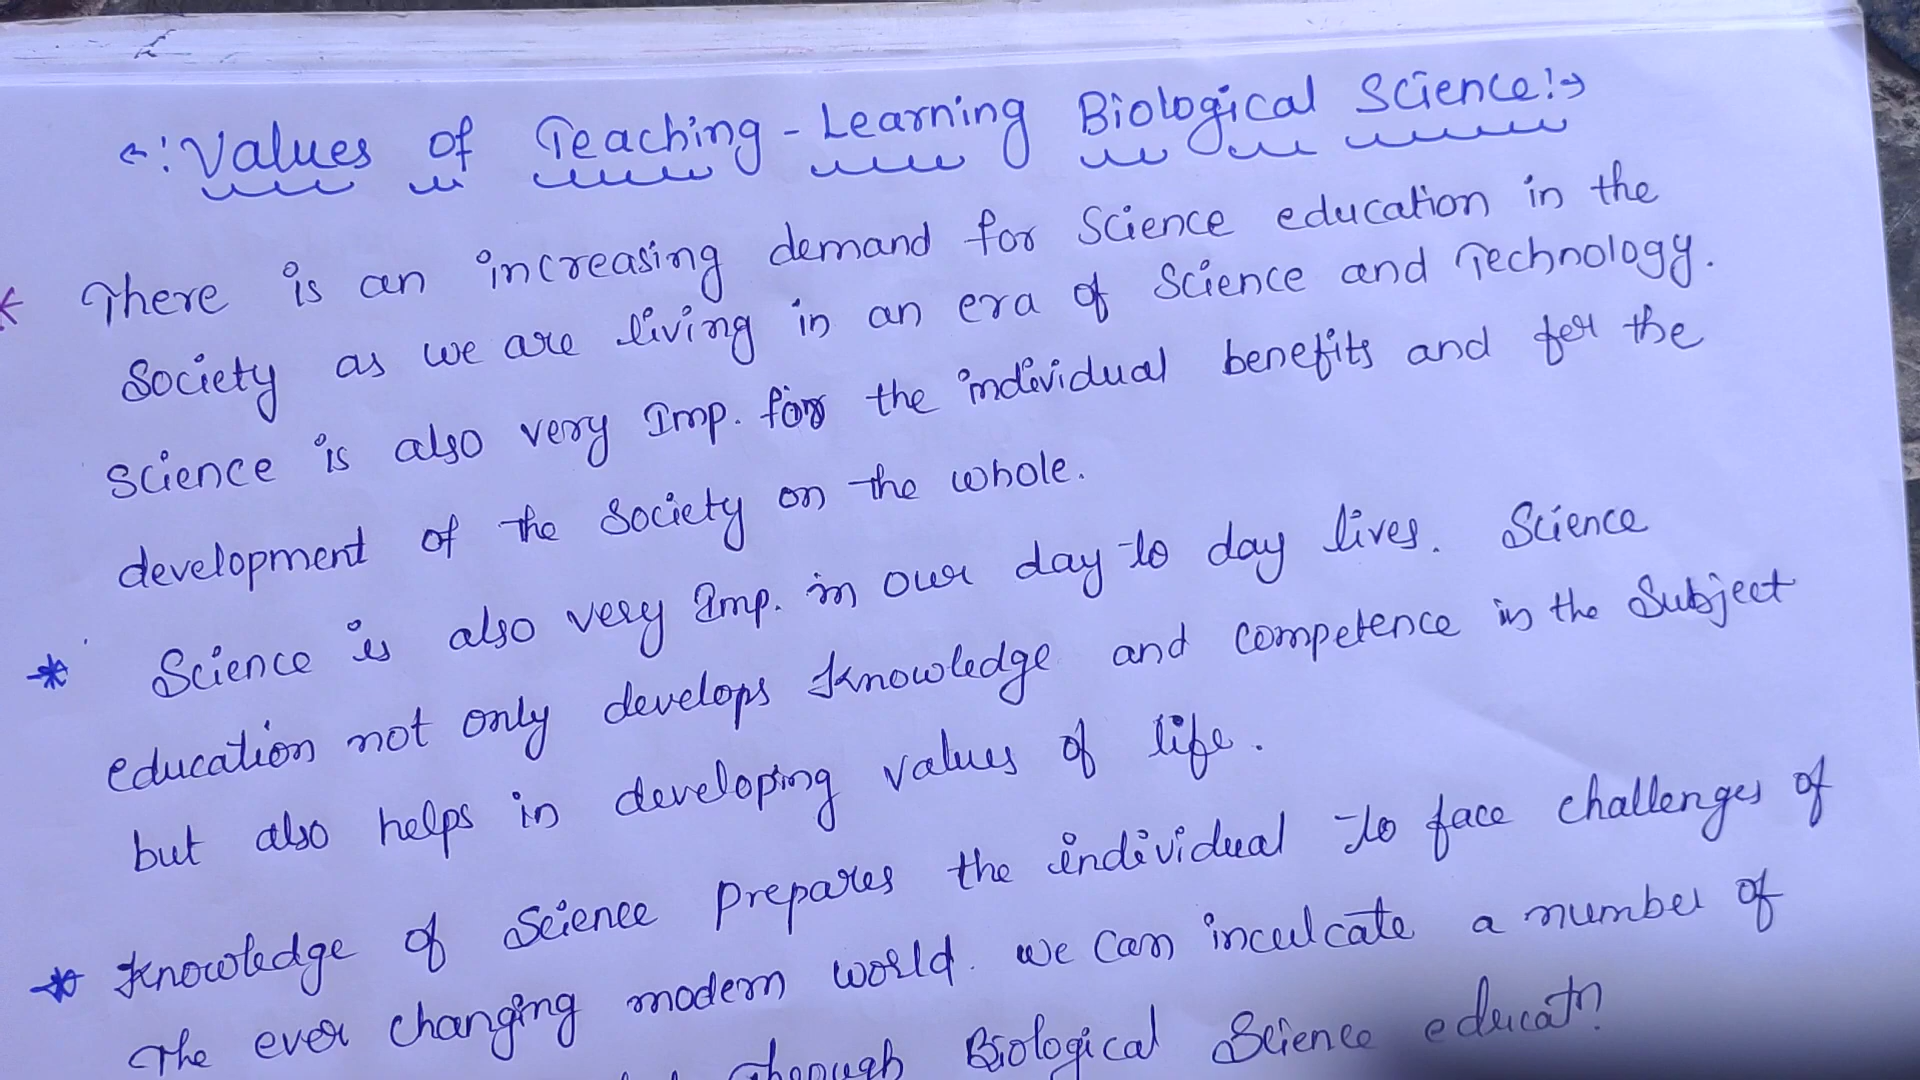 ←: Values of Teaching-Learning Biological Science:→
* There is an increasing demand for Science education in the
Society as we are living in an era of Science and Technology.
Science is also very Imp. for the individual benefits and for the
development of the Society on the whole.
* Science is also very Imp. in our day to day lives. Science
education not only develops knowledge and competence in the Subject
but also helps in developing values of life.
* Knowledge of Science prepares the individual to face challenges of
The ever changing modern world. we can inculcate a number of
Through Biological Science educatn